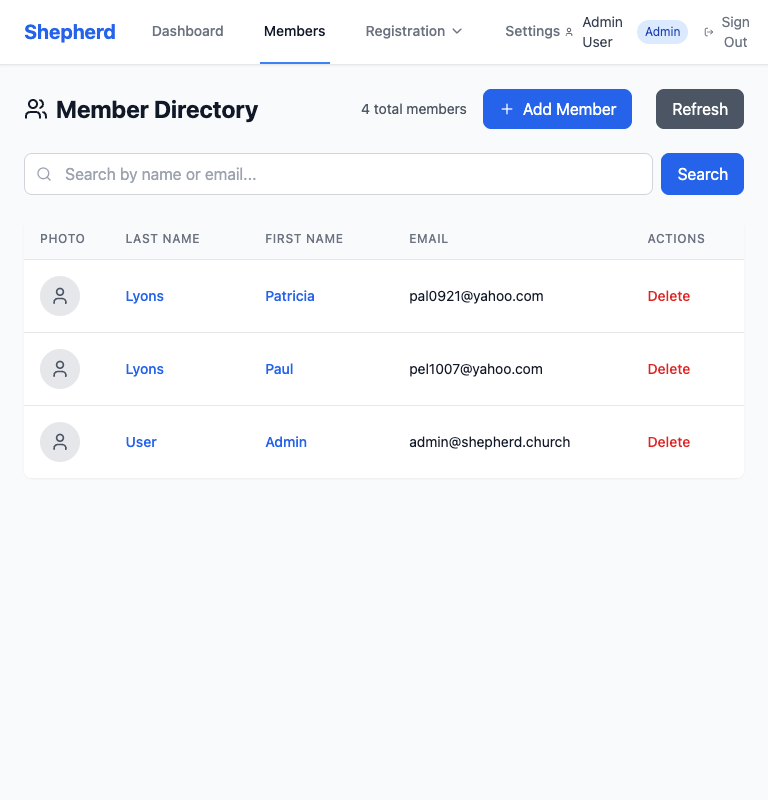 Shepherd Dashboard Members Registration Settings Admin User Admin Sign Out
Member Directory 4 total members Add Member Refresh
Search by name or email... Search
PHOTO LAST NAME FIRST NAME EMAIL ACTIONS
Lyons Patricia pal0921@yahoo.com Delete
Lyons Paul pel1007@yahoo.com Delete
User Admin admin@shepherd.church Delete